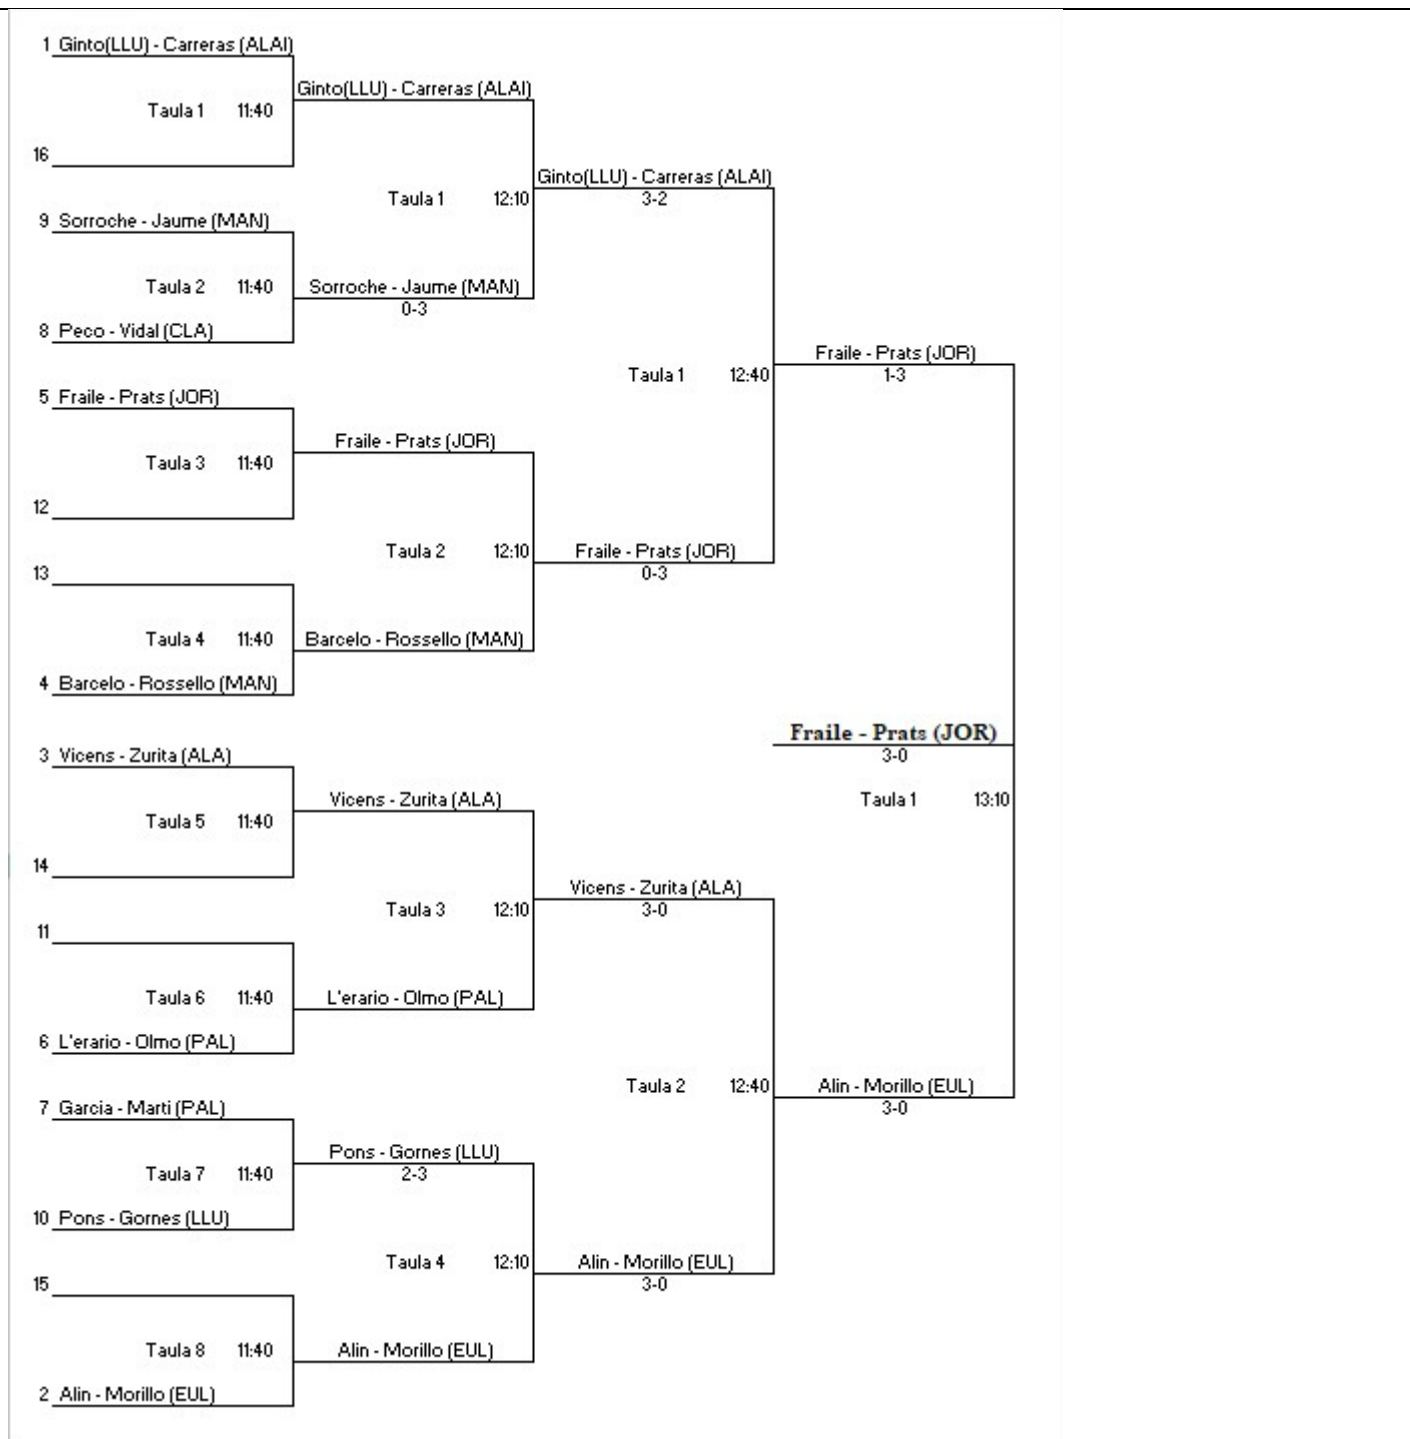 1 Ginto(LLU) - Carreras (ALAI)
Ginto(LLU) - Carreras (ALAI)
Taula 1 11:40
16
Ginto(LLU) - Carreras (ALAI)
Taula 1 12:10
3-2
9 Sorroche - Jaume (MAN)
Taula 2 11:40
Sorroche - Jaume (MAN)
0-3
8 Peco - Vidal (CLA)
Fraile - Prats (JOR)
Taula 1 12:40
1-3
5 Fraile - Prats (JOR)
Fraile - Prats (JOR)
Taula 3 11:40
12
Taula 2 12:10
Fraile - Prats (JOR)
0-3
13
Taula 4 11:40
Barcelo - Rossello (MAN)
4 Barcelo - Rossello (MAN)
Fraile - Prats (JOR)
3-0
3 Vicens - Zurita (ALA)
Vicens - Zurita (ALA)
Taula 1 13:10
Taula 5 11:40
14
Vicens - Zurita (ALA)
Taula 3 12:10
3-0
11
Taula 6 11:40
L'erario - Olmo (PAL)
6 L'erario - Olmo (PAL)
Taula 2 12:40
Alin - Morillo (EUL)
3-0
7 Garcia - Marti (PAL)
Pons - Gornes (LLU)
Taula 7 11:40
2-3
10 Pons - Gornes (LLU)
Taula 4 12:10
Alin - Morillo (EUL)
3-0
15
Taula 8 11:40
Alin - Morillo (EUL)
2 Alin - Morillo (EUL)